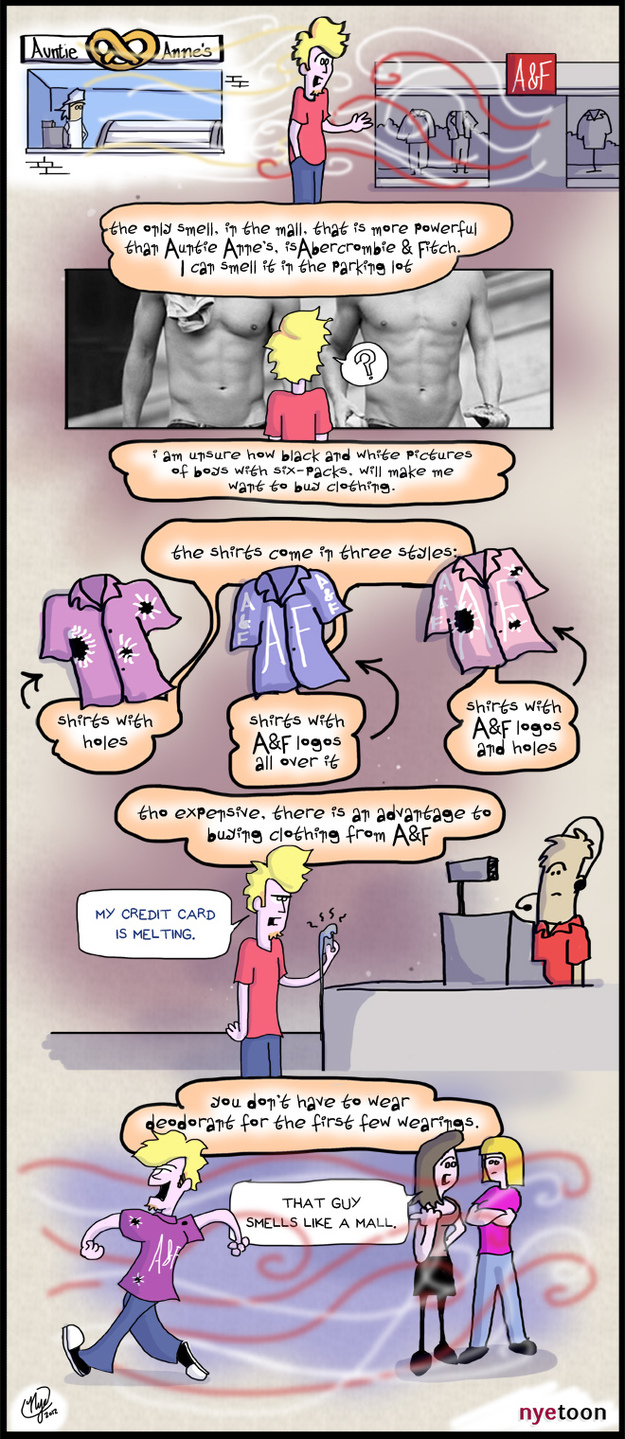 Auntie Anne's
A&F
the only smell, in the mall, that is more powerful
than Auntie Anne's, isAbercrombie & Fitch.
I can smell it in the parking lot
?
i am unsure how black and white pictures
of boys with six-packs, will make me
want to buy clothing.
the shirts come in three styles:
A&F
A&F
AF
A&F
AF
shirts with
holes
shirts with
A&F logos
all over it
shirts with
A&F logos
and holes
tho expensive, there is an advantage to
buying clothing from A&F
MY CREDIT CARD
IS MELTING.
you don't have to wear
deodorant for the first few wearings.
THAT GUY
SMELLS LIKE A MALL.
A&F
Nye
2012
nyetoon